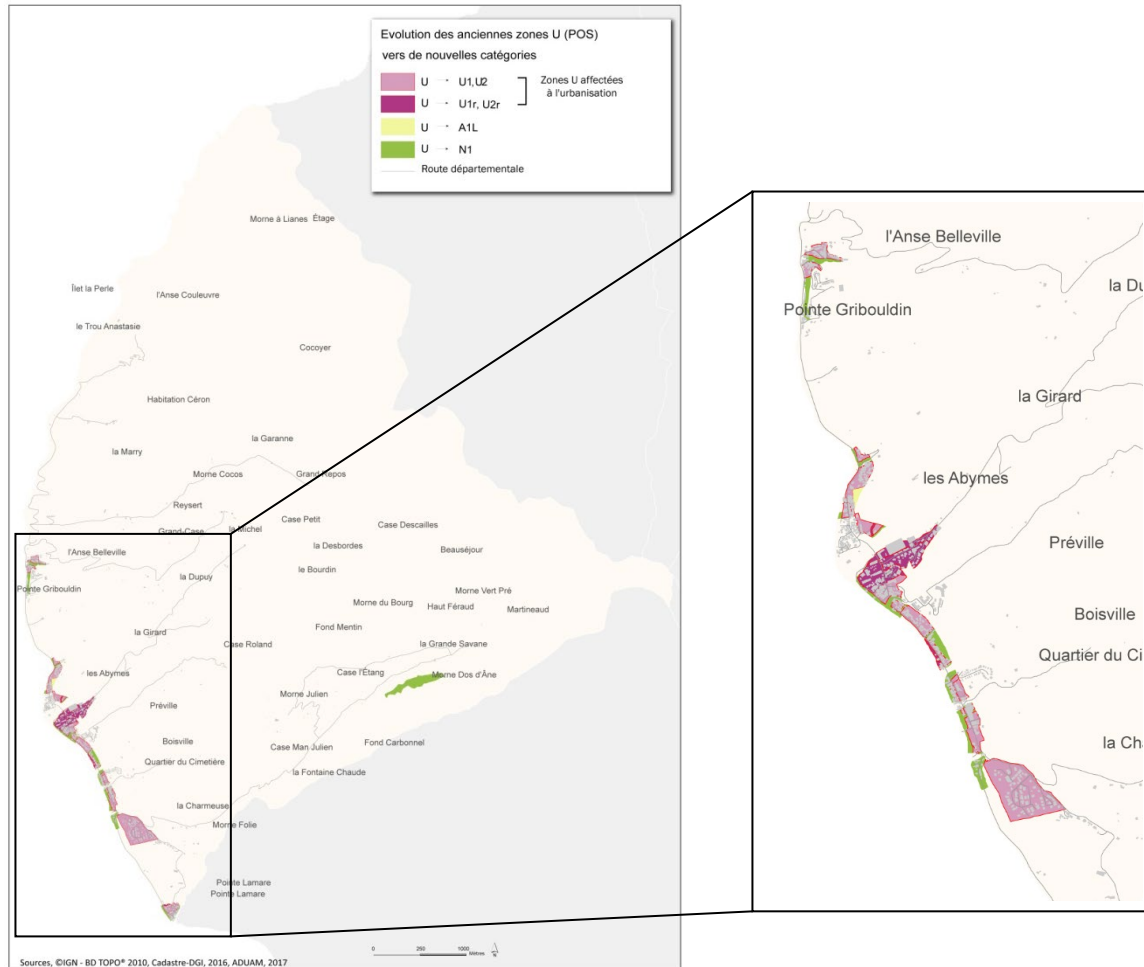 Evolution des anciennes zones U (POS)
vers de nouvelles catégories
U → U1,U2
Zones U affectées
à l'urbanisation
U → U1r, U2r
U → A1L
U → N1
Route départementale
Morne à Lianes Étage
Îlet la Perle
l'Anse Couleuvre
le Trou Anastasie
Cocoyer
Habitation Céron
la Garanne
la Marry
Morne Cocos
Grand Repos
Reysert
Case Petit
Grand-Case
la Michel
Case Descailles
la Desbordes
Beauséjour
l'Anse Belleville
le Bourdin
la Dupuy
Pointe Gribouldin
Morne Vert Pré
Morne du Bourg
Haut Féraud
Martineaud
Fond Mentin
la Girard
Case Roland
la Grande Savane
les Abymes
Case l'Étang
Morne Dos d'Âne
Morne Julien
Préville
Boisville
Case Man Julien
Fond Carbonnel
Quartier du Cimetière
la Fontaine Chaude
la Charmeuse
Morne Folie
Pointe Lamare
Pointe Lamare
0 250 1000
Mètres
Sources, ©IGN - BD TOPO® 2010, Cadastre-DGI, 2016, ADUAM, 2017
l'Anse Belleville
la Du
Pointe Gribouldin
la Girard
les Abymes
Préville
Boisville
Quartier du Ci
la Cha